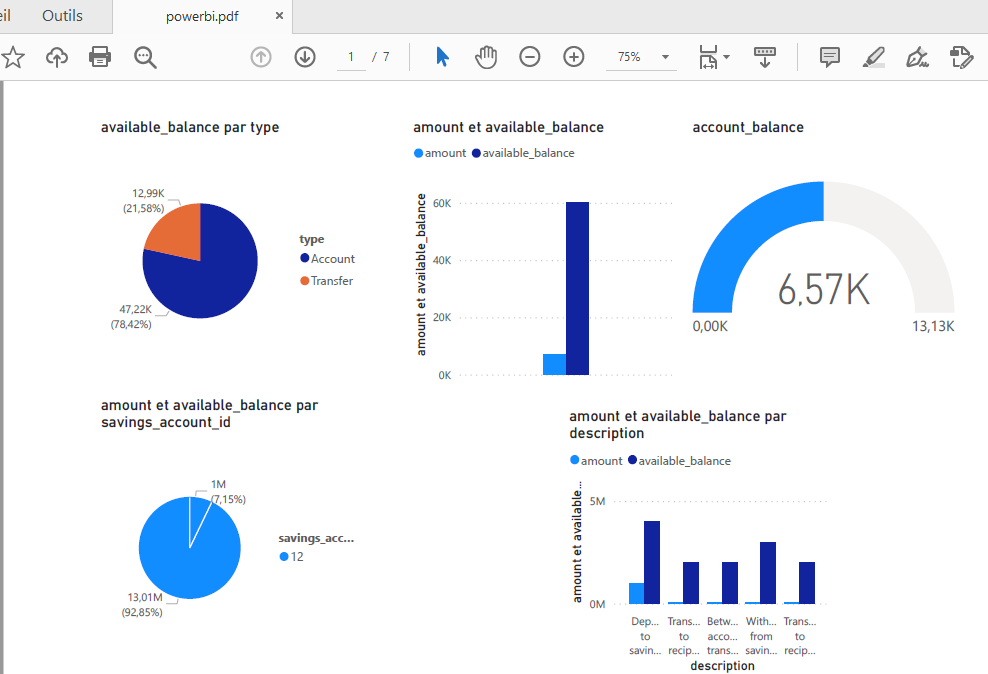 eil Outils powerbi.pdf ×
1 / 7 75%
available_balance par type
12,99K
(21,58%)
47,22K
(78,42%)
type
Account
Transfer
amount et available_balance
amount available_balance
amount et available_balance
60K
40K
20K
0K
account_balance
6,57K
0,00K 13,13K
amount et available_balance par
savings_account_id
1M
(7,15%)
13,01M
(92,85%)
savings_acc...
12
amount et available_balance par
description
amount available_balance
amount et available...
5M
0M
Dep... Trans... Betw... With... Trans...
to to acco... from to
savin... recip... trans... savin... recip...
description